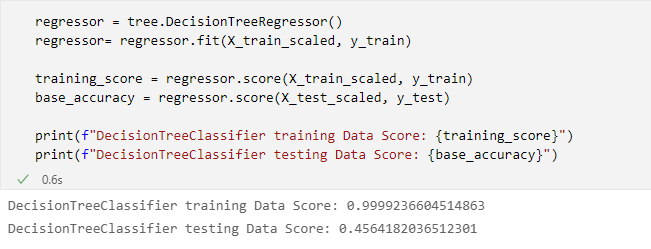 regressor = tree.DecisionTreeRegressor()
regressor= regressor.fit(X_train_scaled, y_train)
training_score = regressor.score(X_train_scaled, y_train)
base_accuracy = regressor.score(X_test_scaled, y_test)
print(f"DecisionTreeClassifier training Data Score: {training_score}")
print(f"DecisionTreeClassifier testing Data Score: {base_accuracy}")
0.6s
DecisionTreeClassifier training Data Score: 0.9999236604514863
DecisionTreeClassifier testing Data Score: 0.4564182036512301